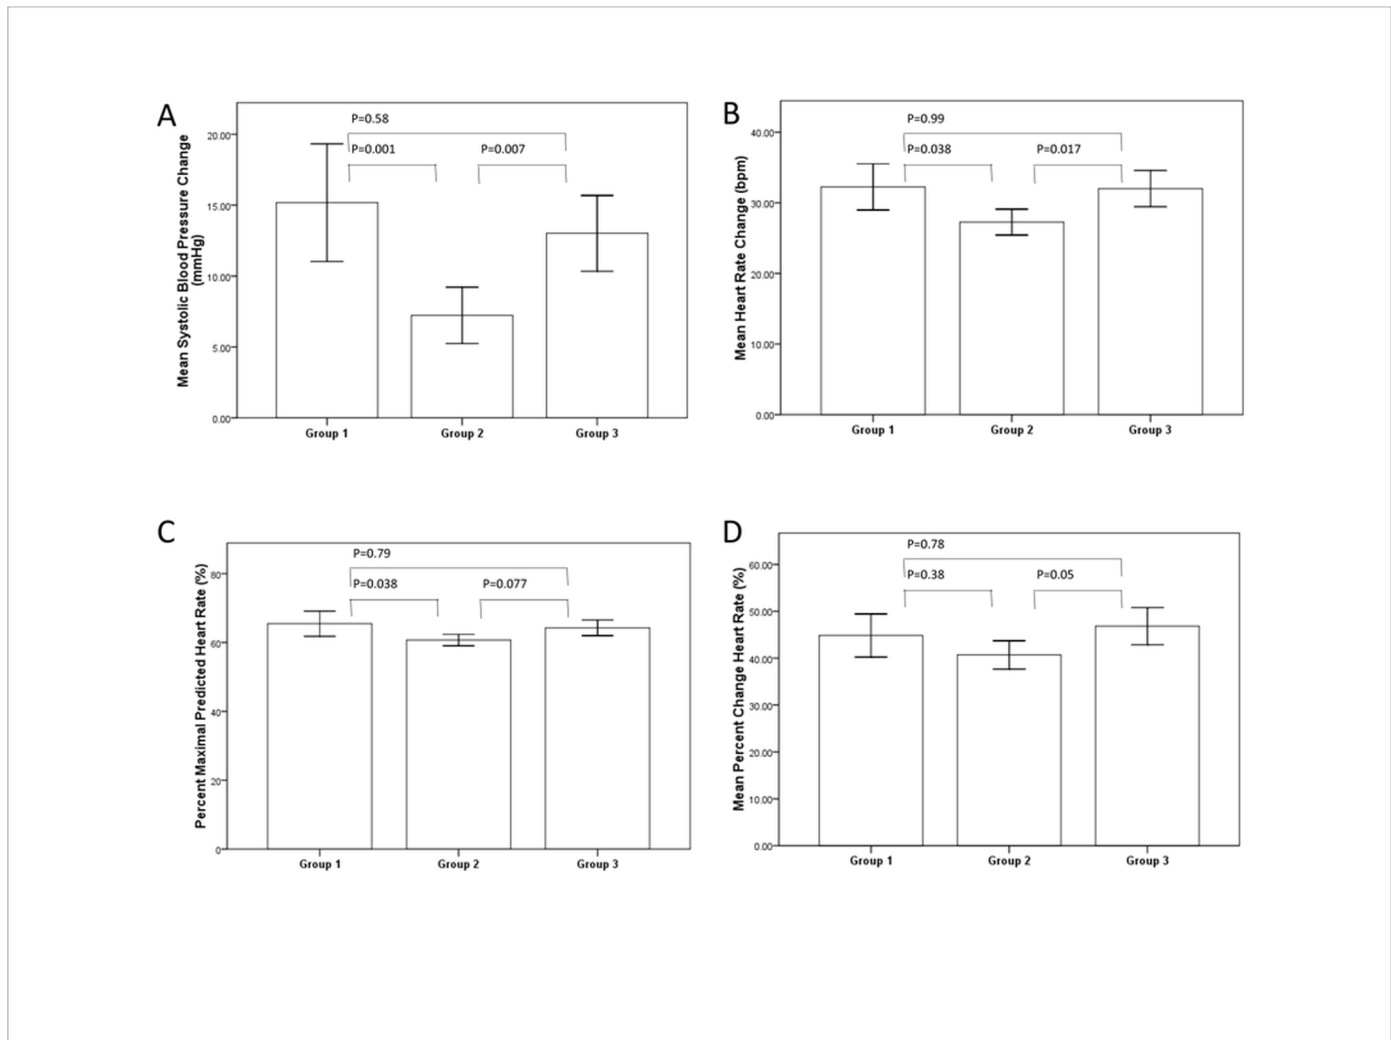 A
Mean Systolic Blood Pressure Change
(mmHg)
20.00
15.00
10.00
5.00
0.00
P=0.58
P=0.001
P=0.007
Group 1
Group 2
Group 3
B
Mean Heart Rate Change (bpm)
40.00
30.00
20.00
10.00
0.00
P=0.99
P=0.038
P=0.017
Group 1
Group 2
Group 3
C
Percent Maximal Predicted Heart Rate (%)
80
60
40
20
0
P=0.79
P=0.038
P=0.077
Group 1
Group 2
Group 3
D
Mean Percent Change Heart Rate (%)
60.00
50.00
40.00
30.00
20.00
10.00
0.00
P=0.78
P=0.38
P=0.05
Group 1
Group 2
Group 3